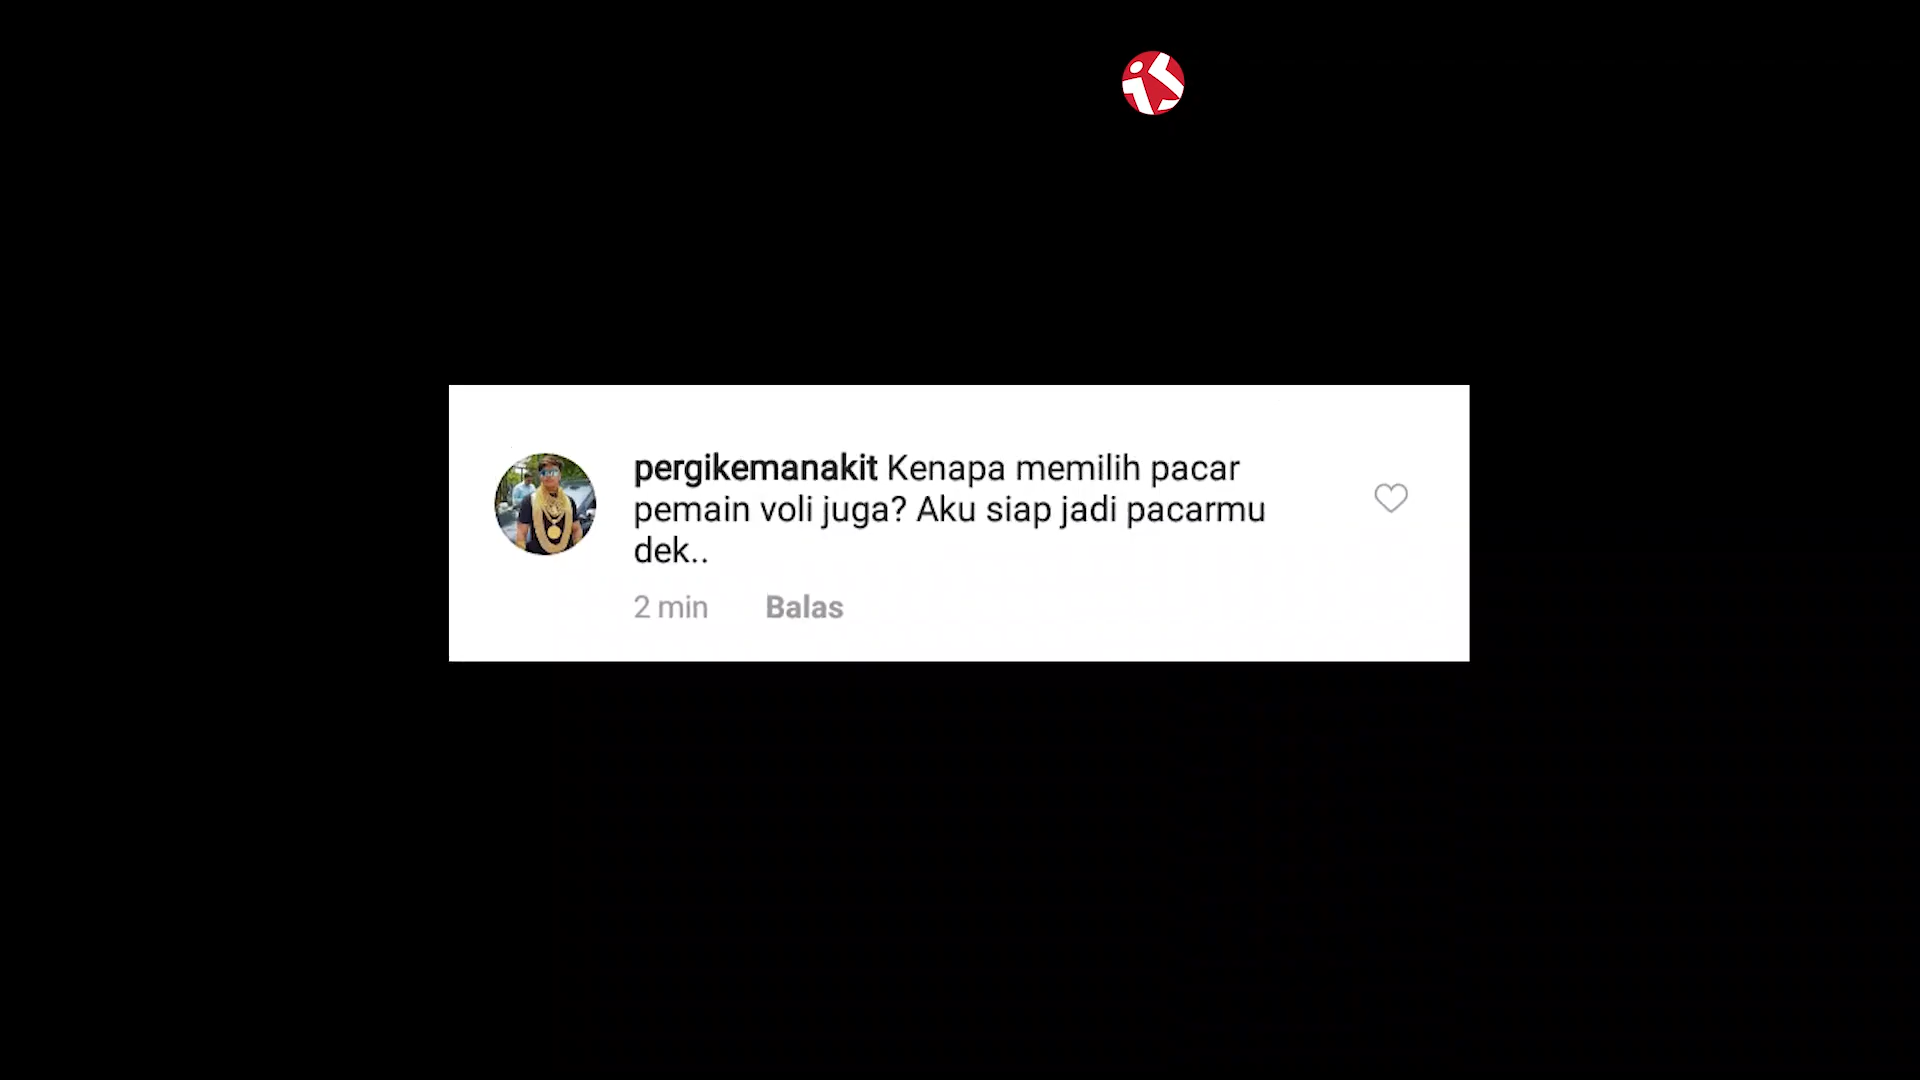 pergikemanakit Kenapa memilih pacar
pemain voli juga? Aku siap jadi pacarmu
dek..
2 min Balas